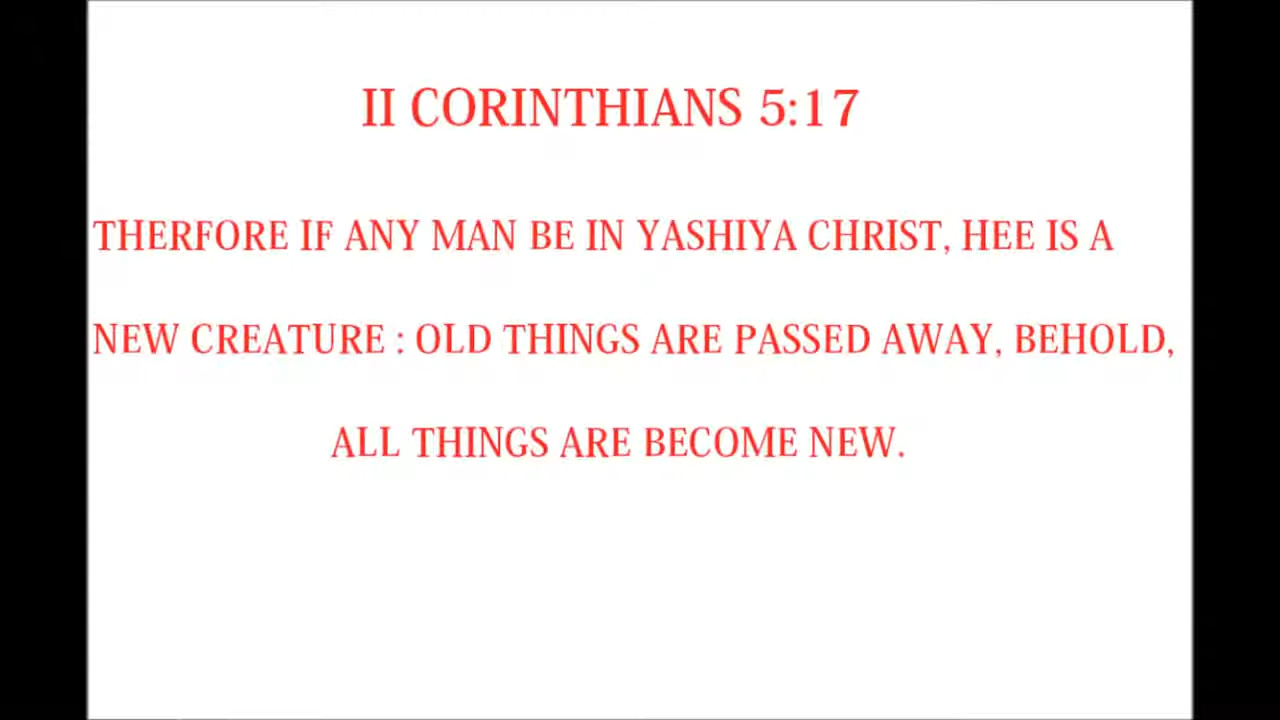 II CORINTHIANS 5:17
THERFORE IF ANY MAN BE IN YASHIYA CHRIST, HEE IS A
NEW CREATURE : OLD THINGS ARE PASSED AWAY, BEHOLD,
ALL THINGS ARE BECOME NEW.